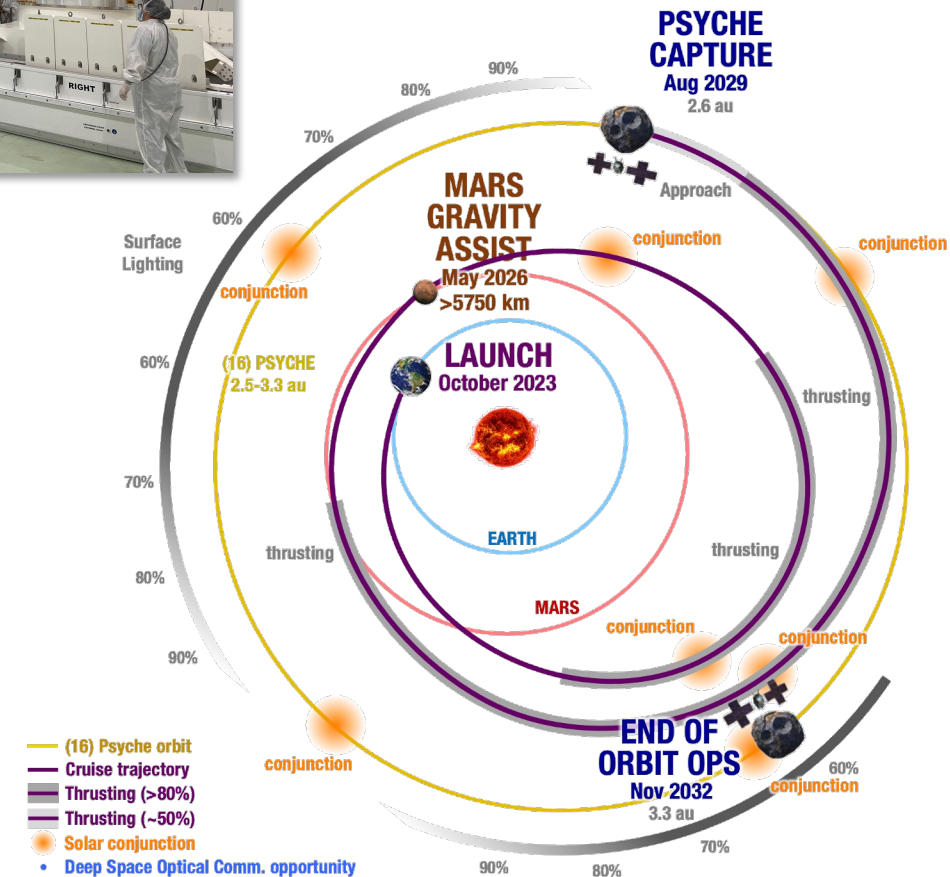 RIGHT
PSYCHE
CAPTURE
Aug 2029
2.6 au
90%
80%
70%
60%
Surface
Lighting
60%
70%
80%
90%
Approach
MARS
GRAVITY
ASSIST
May 2026
>5750 km
conjunction
conjunction
conjunction
(16) PSYCHE
2.5-3.3 au
LAUNCH
October 2023
thrusting
EARTH
thrusting
thrusting
MARS
conjunction
conjunction
END OF
ORBIT OPS
Nov 2032
3.3 au
conjunction
60%
conjunction
70%
80%
90%
(16) Psyche orbit
Cruise trajectory
Thrusting (>80%)
Thrusting (~50%)
Solar conjunction
Deep Space Optical Comm. opportunity